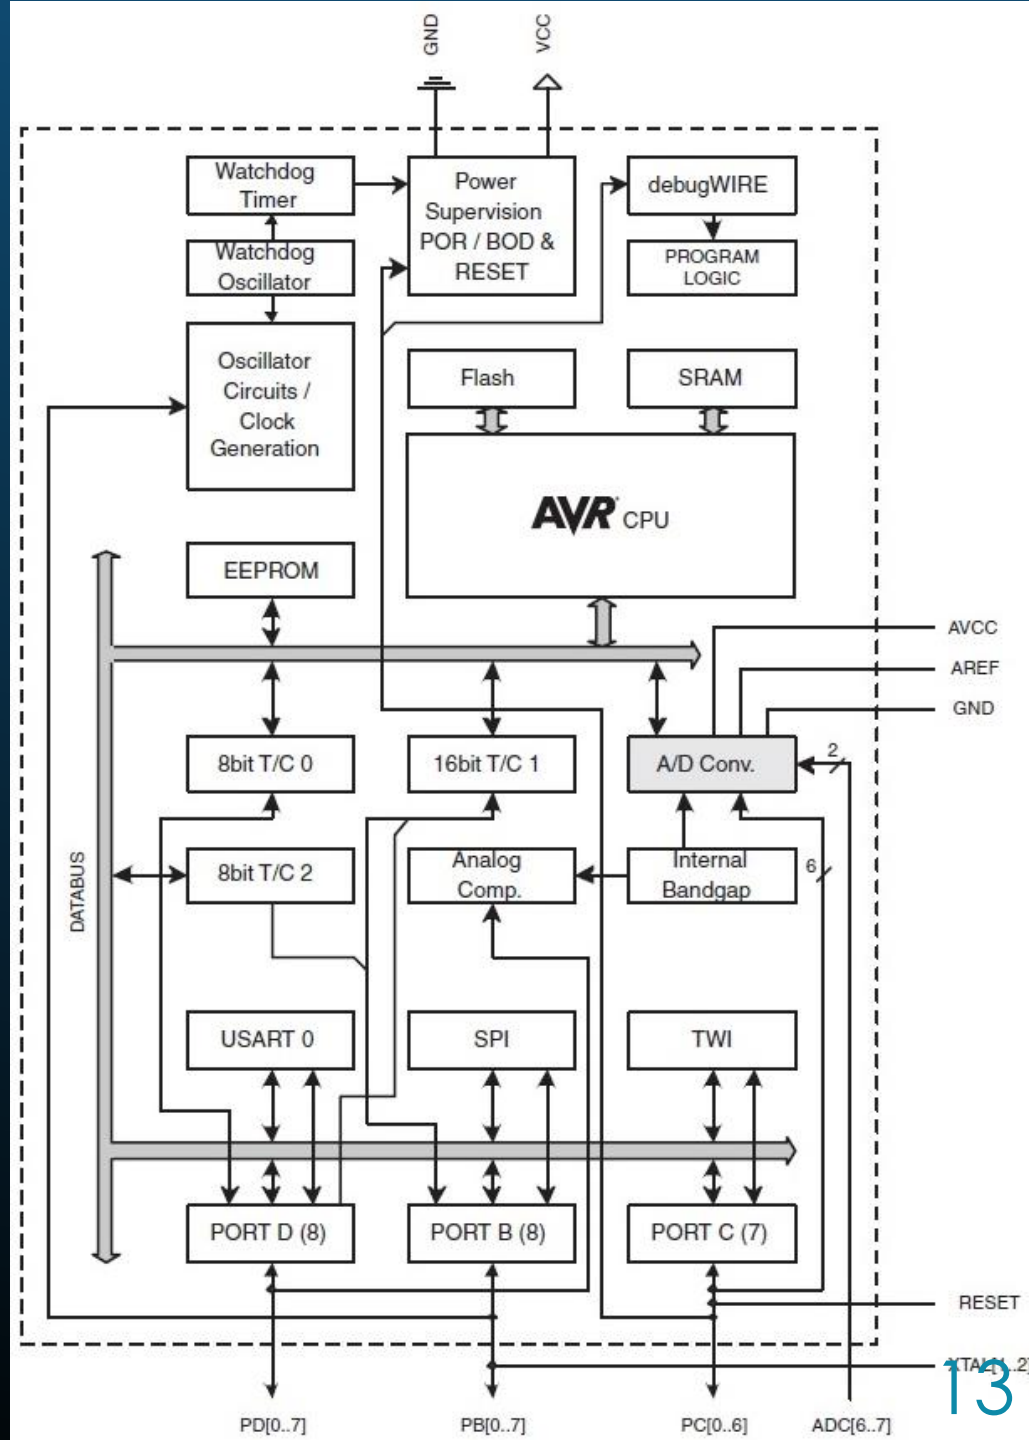 GND
VCC
Watchdog
Timer
Power
Supervision
POR / BOD &
RESET
debugWIRE
Watchdog
Oscillator
PROGRAM
LOGIC
Oscillator
Circuits /
Clock
Generation
Flash
SRAM
AVR CPU
EEPROM
AVCC
AREF
GND
8bit T/C 0
16bit T/C 1
A/D Conv.
2
DATABUS
8bit T/C 2
Analog
Comp.
Internal
Bandgap
6
USART 0
SPI
TWI
PORT D (8)
PORT B (8)
PORT C (7)
RESET
XTAL[1..2]
13
PD[0..7]
PB[0..7]
PC[0..6]
ADC[6..7]